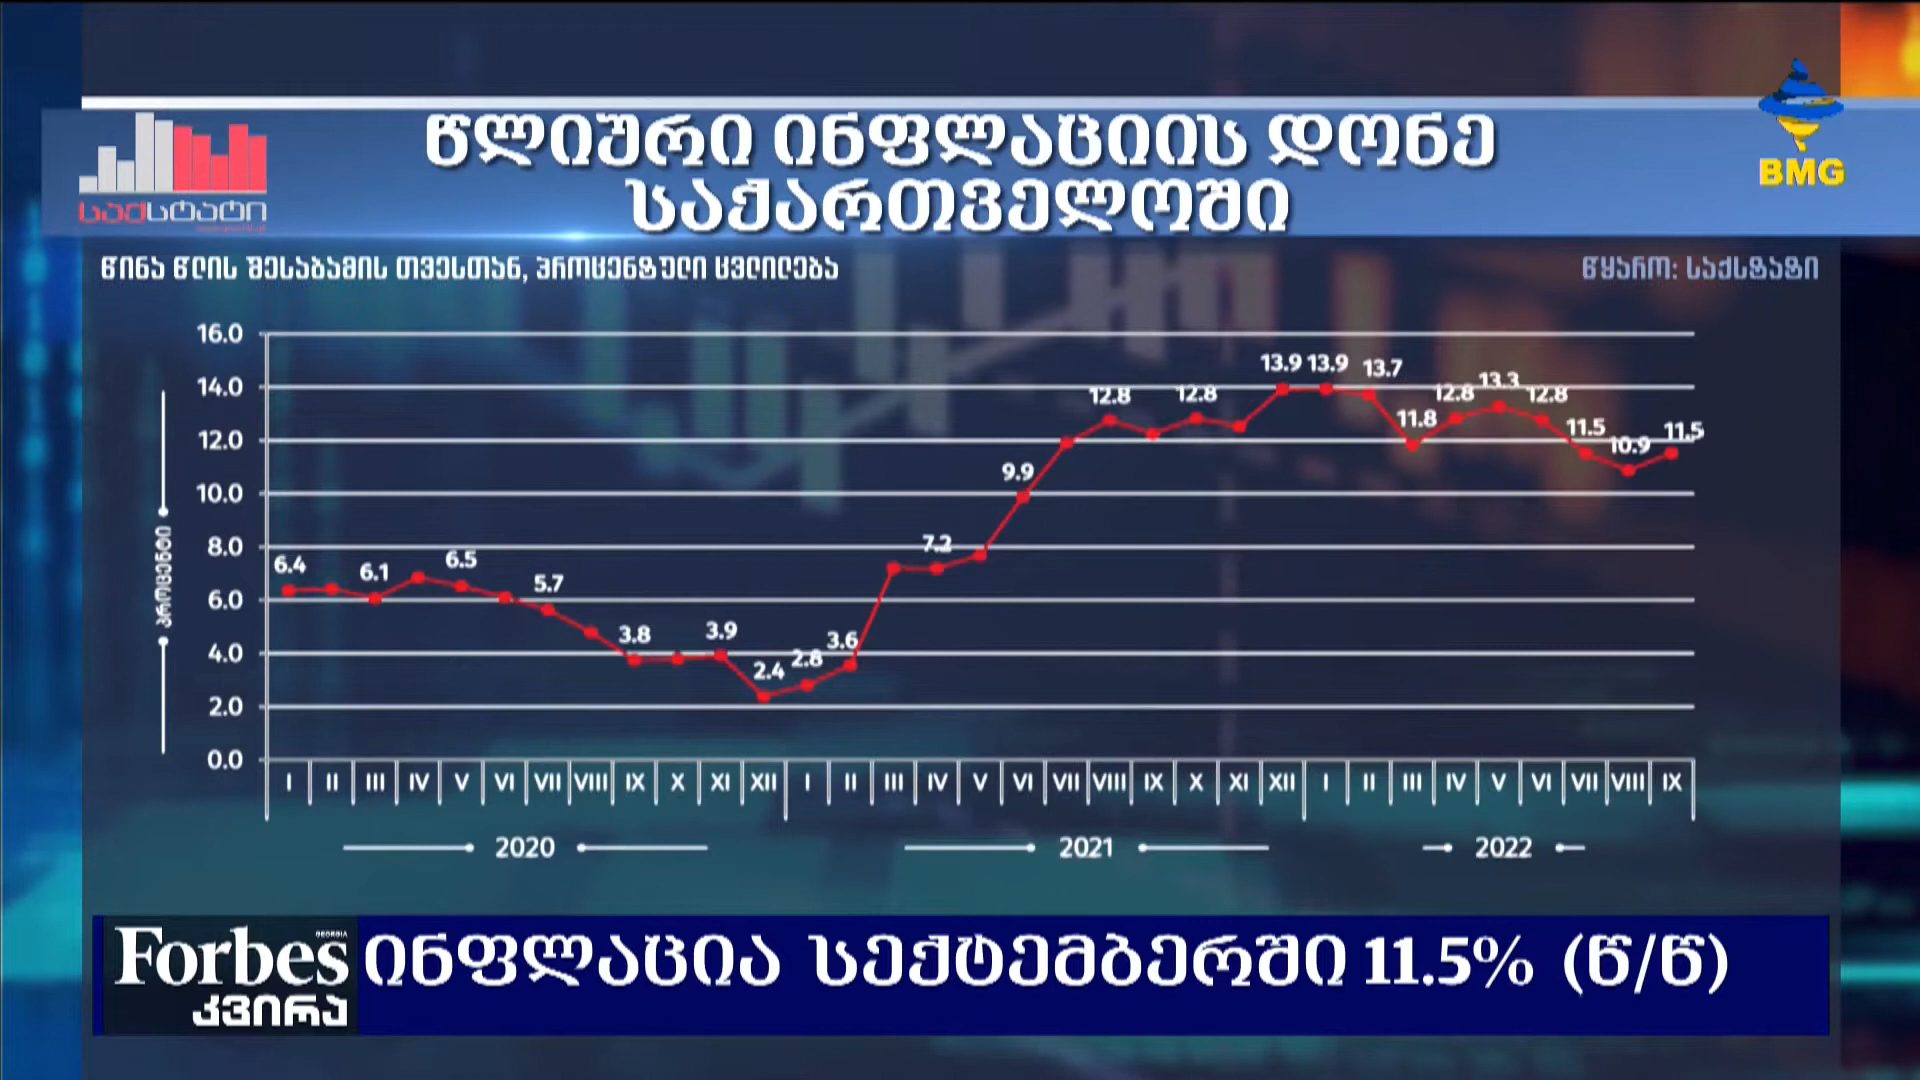 წლიური ინფლაციის დონე
საქართველოში
BMG
საქსტატი
წინა წლის შესაბამის თვესთან, პროცენტული ცვლილება
წყარო: საქსტატი
პროცენტი
16.0
14.0
12.0
10.0
8.0
6.0
4.0
2.0
0.0
6.4 6.1 6.5 5.7 3.8 3.9 2.4 2.8 3.6 7.2 9.9 12.8 12.8 13.9 13.9 13.7 11.8 12.8 13.3 12.8 11.5 10.9 11.5
I II III IV V VI VII VIII IX X XI XII I II III IV V VI VII VIII IX X XI XII I II III IV V VI VII VIII IX
2020 2021 2022
Forbes
GEORGIA
კვირა
ინფლაცია სექტემბერში 11.5% (წ/წ)